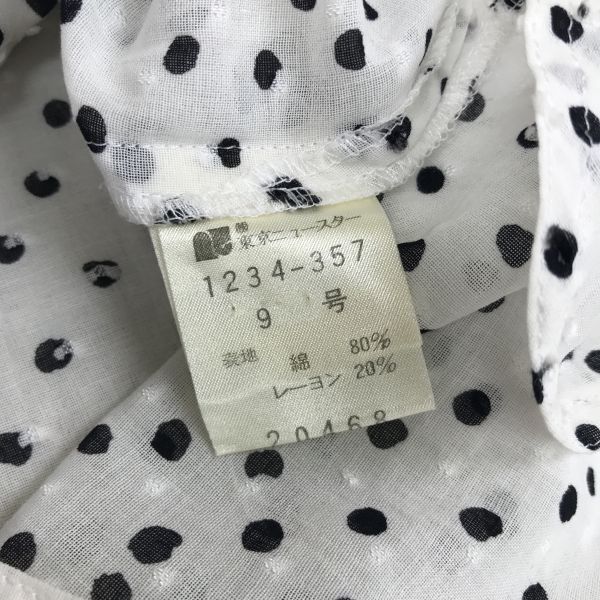 ㈱
東京ニュースター
1234-357
9 号
表地 綿 80%
レーヨン 20%
20468